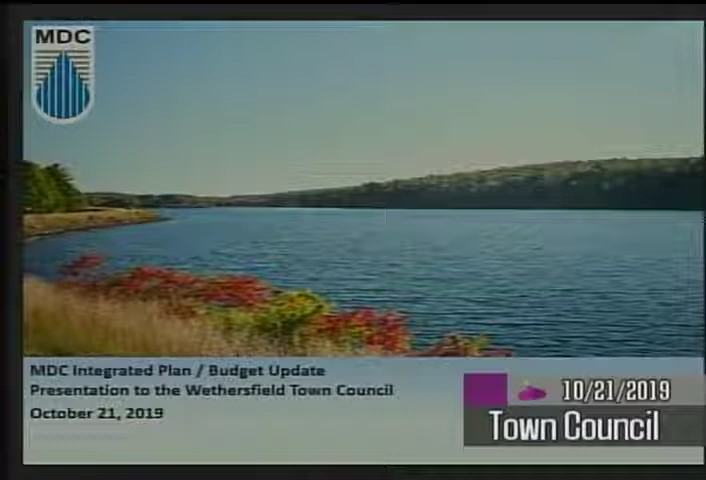 MDC
MDC Integrated Plan / Budget Update
Presentation to the Wethersfield Town Council
October 21, 2019
10/21/2019
Town Council